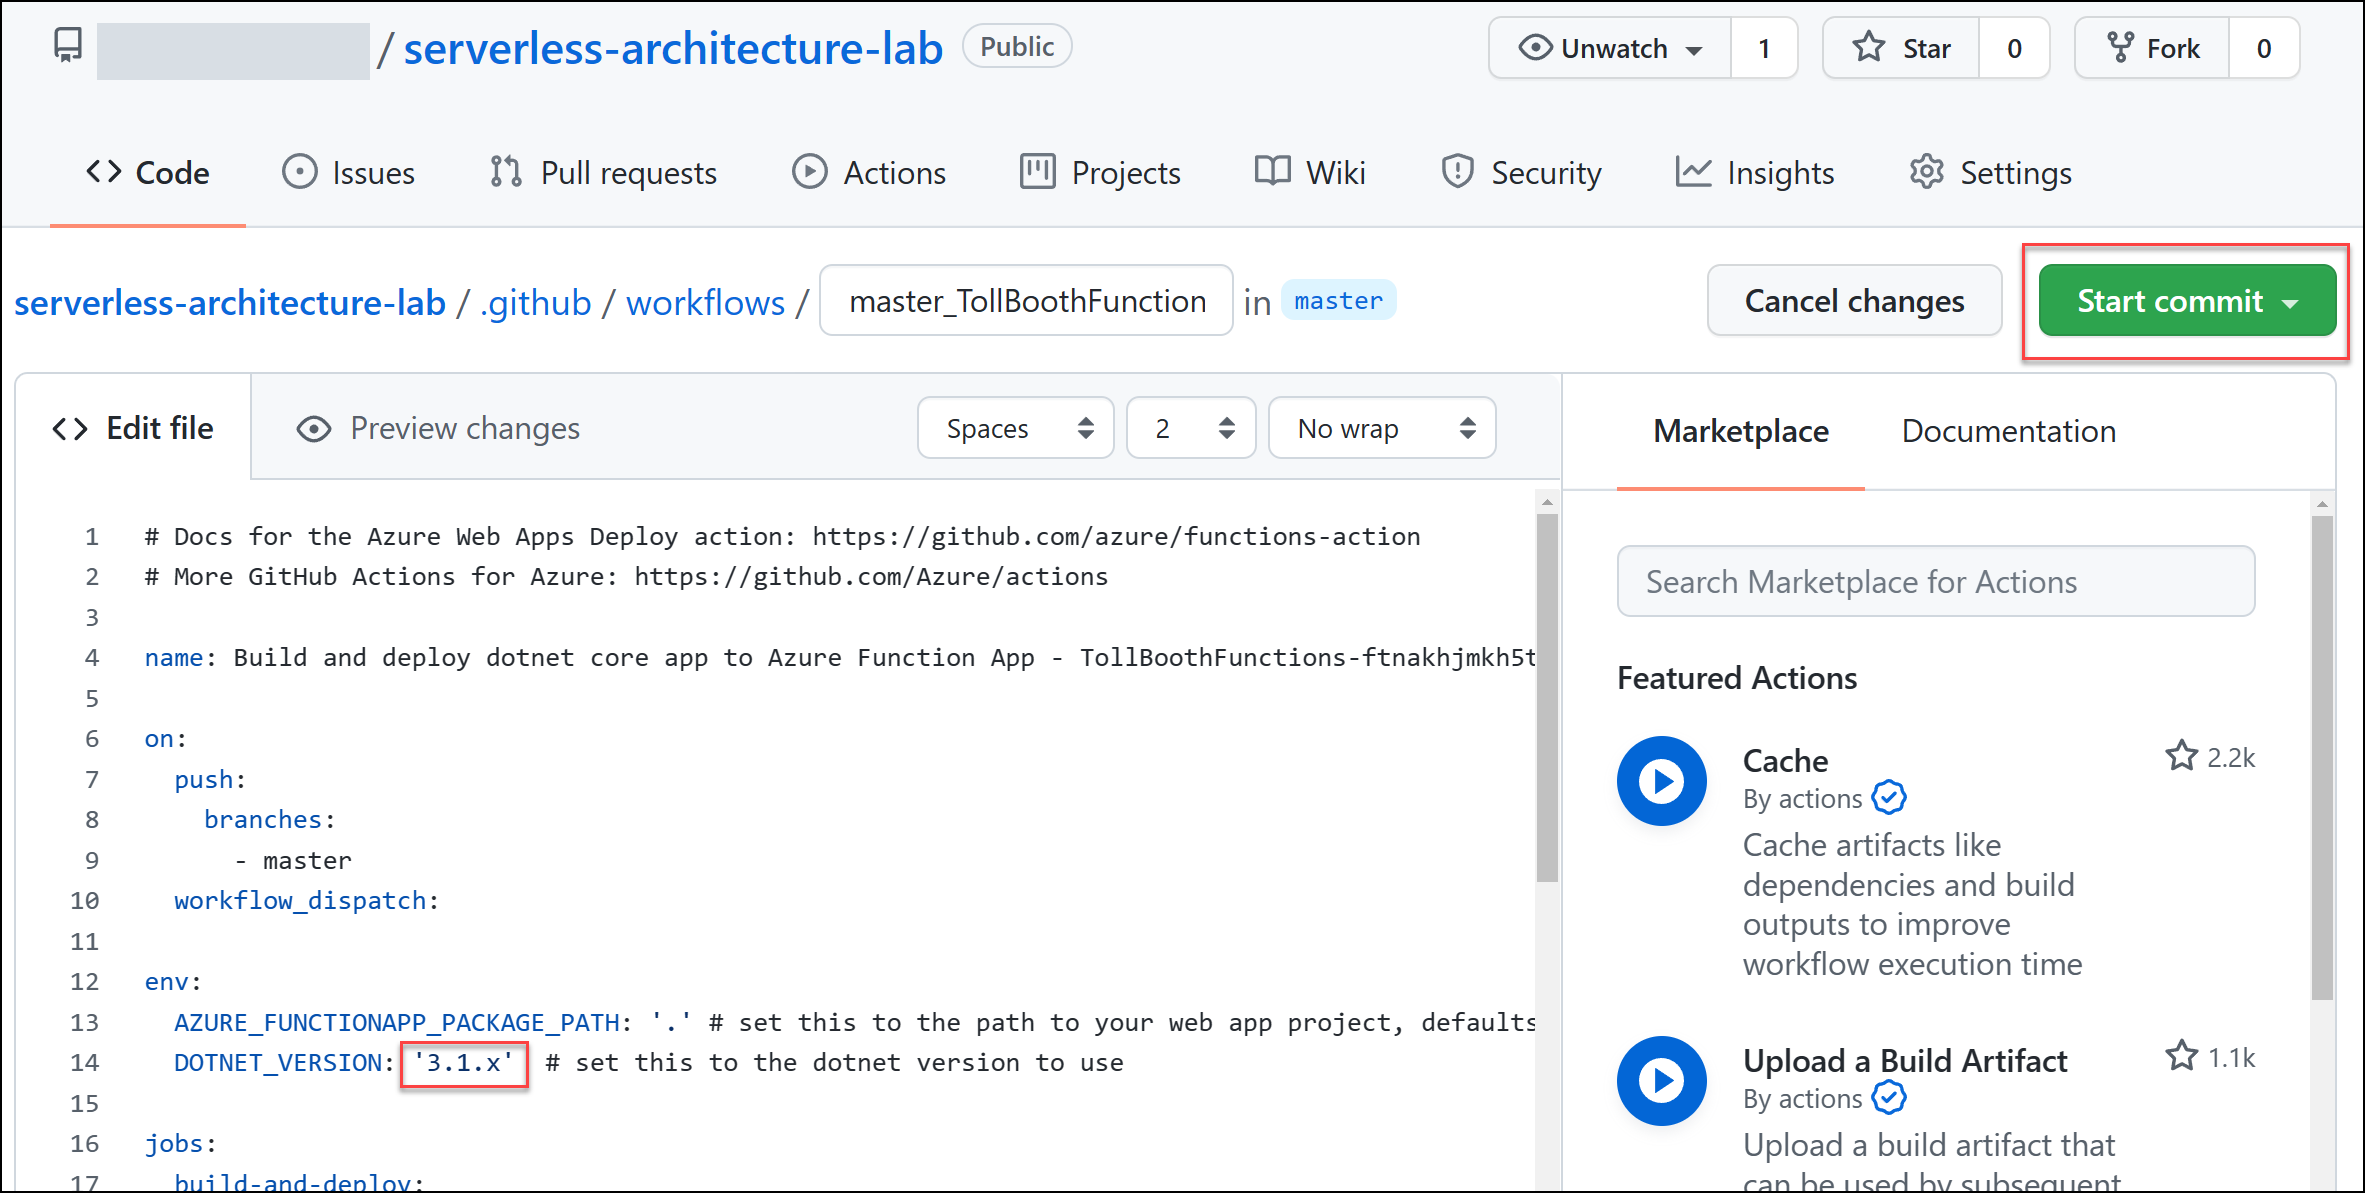 / serverless-architecture-lab Public Unwatch 1 Star 0 Fork 0
Code Issues Pull requests Actions Projects Wiki Security Insights Settings
serverless-architecture-lab / .github / workflows / master_TollBoothFunction in master Cancel changes Start commit
Edit file Preview changes Spaces 2 No wrap
1 # Docs for the Azure Web Apps Deploy action: https://github.com/azure/functions-action
2 # More GitHub Actions for Azure: https://github.com/Azure/actions
3
4 name: Build and deploy dotnet core app to Azure Function App - TollBoothFunctions-ftnakhjmkh5t
5
6 on:
7 push:
8 branches:
9 - master
10 workflow_dispatch:
11
12 env:
13 AZURE_FUNCTIONAPP_PACKAGE_PATH: '.' # set this to the path to your web app project, defaults
14 DOTNET_VERSION: '3.1.x' # set this to the dotnet version to use
15
16 jobs:
17 build-and-deploy:
Marketplace Documentation
Search Marketplace for Actions
Featured Actions
Cache 2.2k
By actions
Cache artifacts like
dependencies and build
outputs to improve
workflow execution time
Upload a Build Artifact 1.1k
By actions
Upload a build artifact that
can be used by subsequent